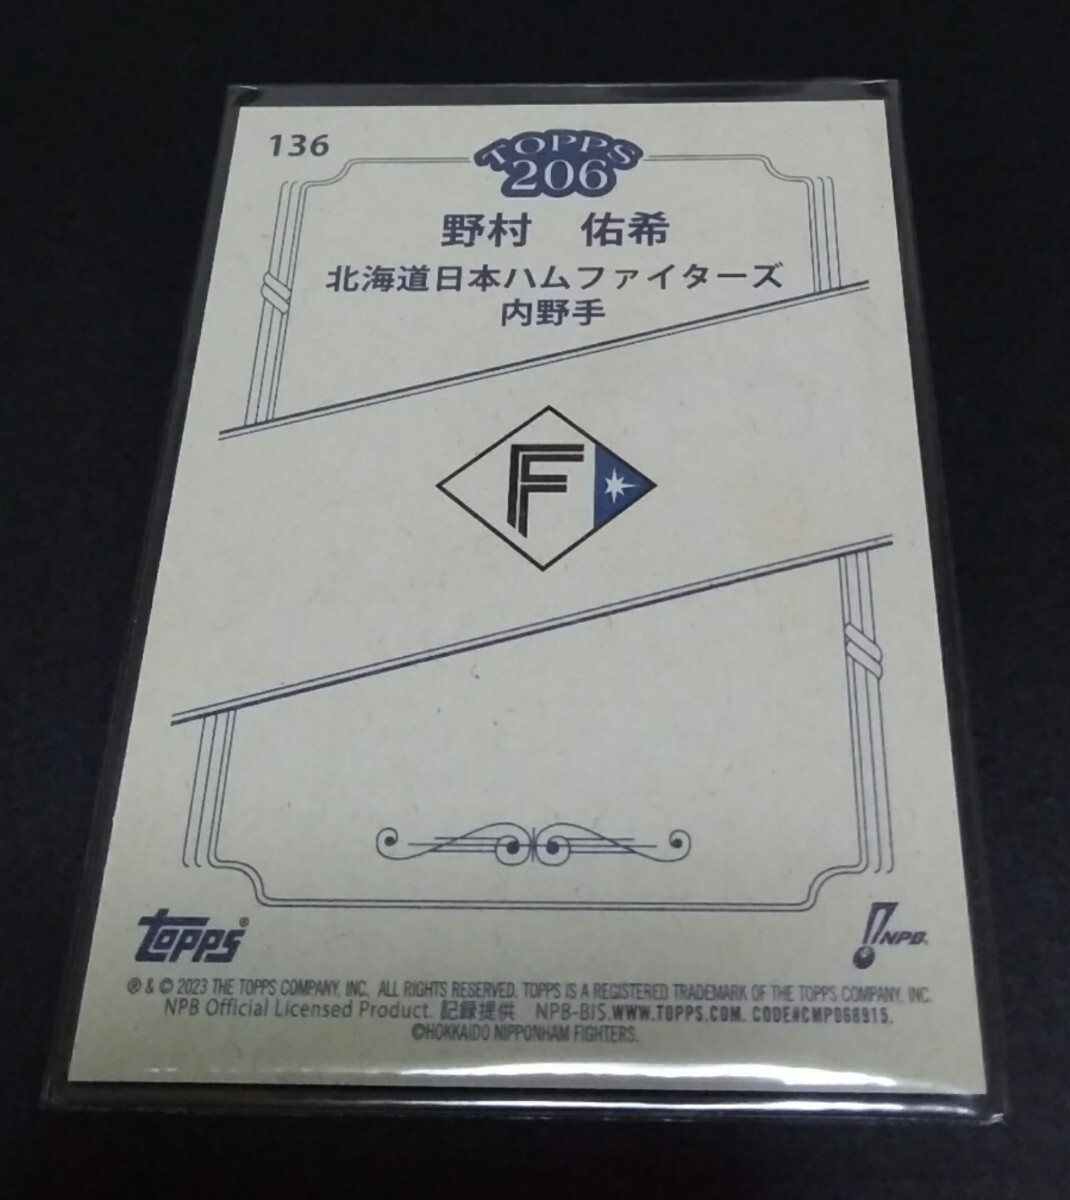 136
TOPPS
206
野村　佑希
北海道日本ハムファイターズ
内野手
F
topps®
NPB.
® & © 2023 THE TOPPS COMPANY, INC. ALL RIGHTS RESERVED. TOPPS IS A REGISTERED TRADEMARK OF THE TOPPS COMPANY, INC.
NPB Official Licensed Product. 記録提供 NPB-BIS. WWW.TOPPS.COM. CODE#CMP068915.
©HOKKAIDO NIPPONHAM FIGHTERS.